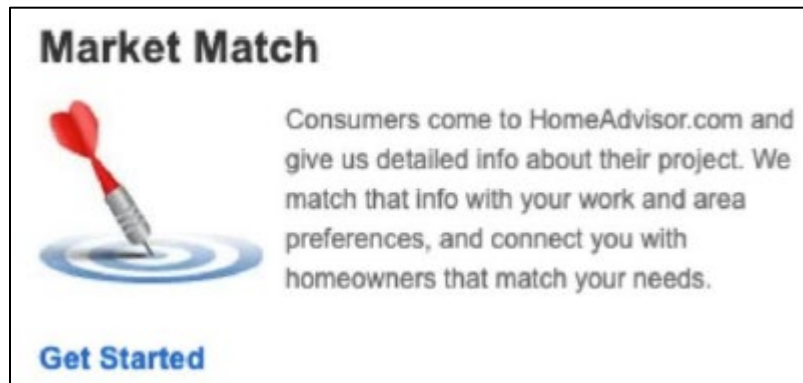 Market Match
Consumers come to HomeAdvisor.com and
give us detailed info about their project. We
match that info with your work and area
preferences, and connect you with
homeowners that match your needs.
Get Started